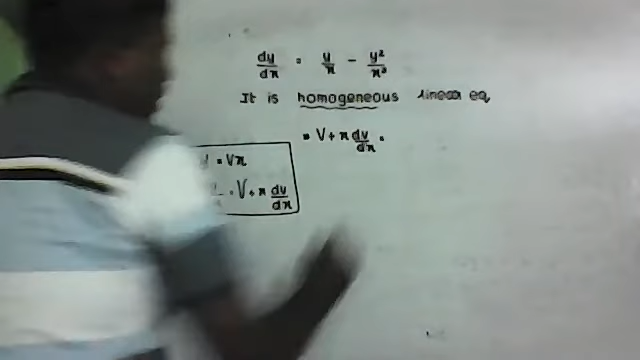 dy/dx = y/x - y²/x²
It is homogeneous linear eq
= V + x dv/dx =
= Vx
= V + x dv/dx